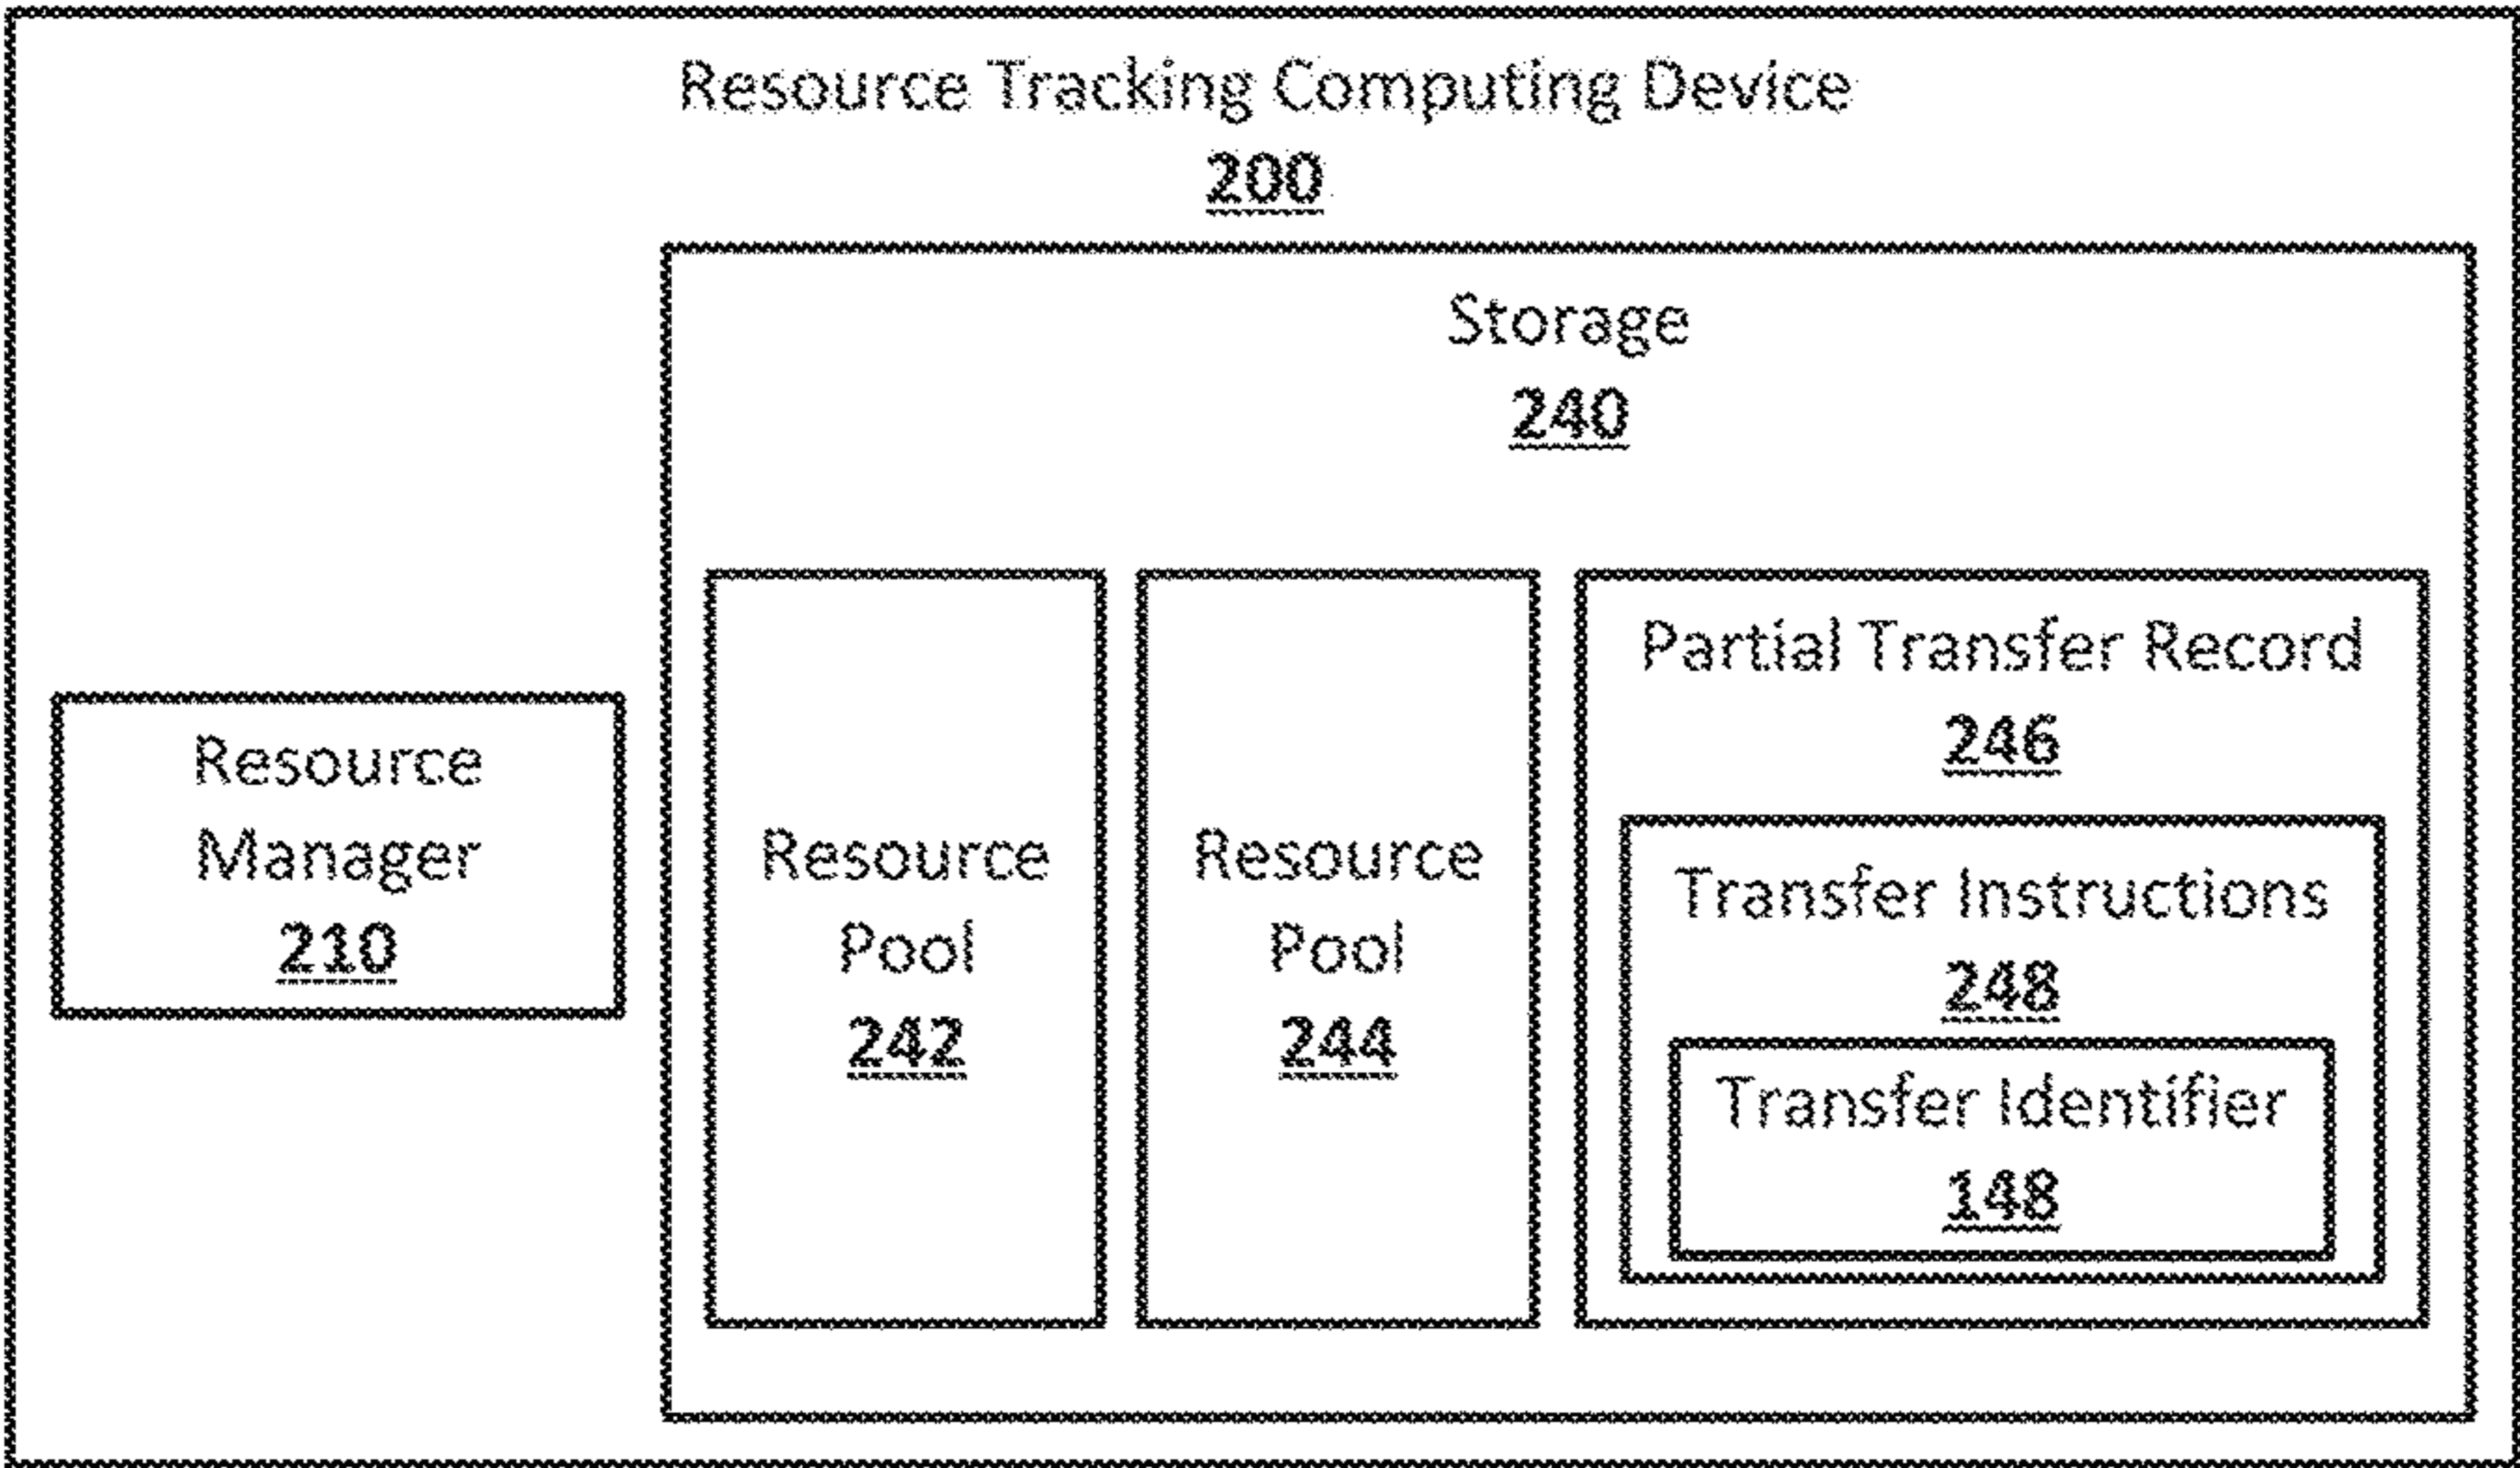 Resource Tracking Computing Device
200
Storage
240
Resource
Manager
210
Resource
Pool
242
Resource
Pool
244
Partial Transfer Record
246
Transfer Instructions
248
Transfer Identifier
148